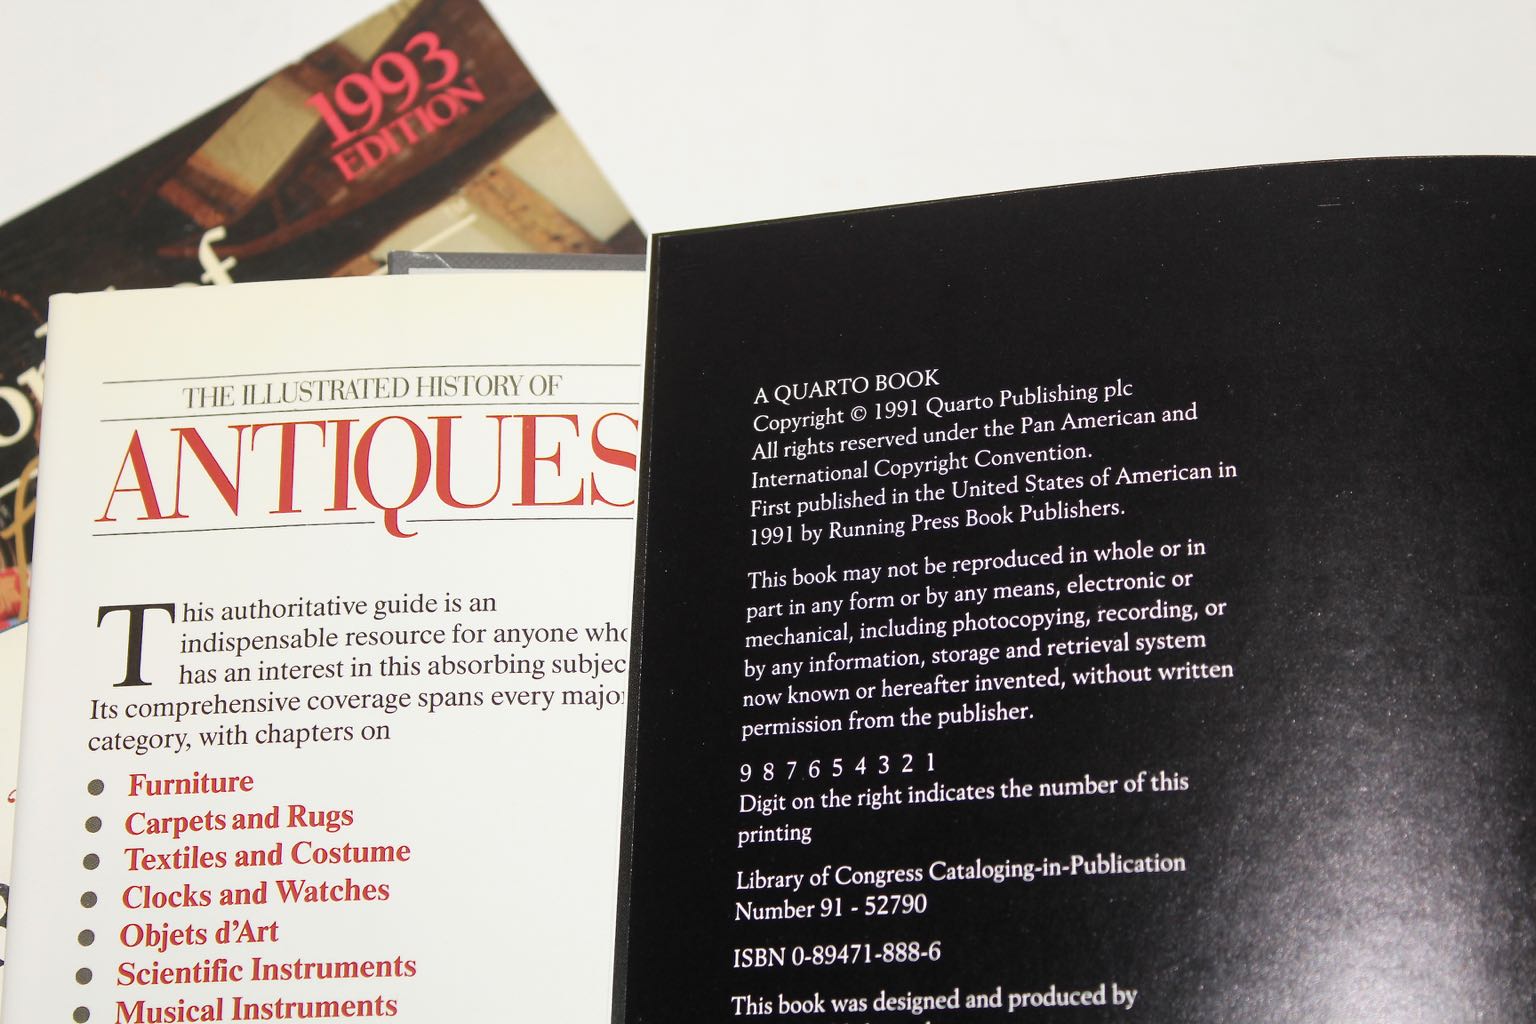 1993
EDITION
of
THE ILLUSTRATED HISTORY OF
ANTIQUES
This authoritative guide is an
indispensable resource for anyone who
has an interest in this absorbing subjec
Its comprehensive coverage spans every major
category, with chapters on
● Furniture
● Carpets and Rugs
● Textiles and Costume
● Clocks and Watches
● Objets d'Art
● Scientific Instruments
● Musical Instruments
A QUARTO BOOK
Copyright © 1991 Quarto Publishing plc
All rights reserved under the Pan American and
International Copyright Convention.
First published in the United States of American in
1991 by Running Press Book Publishers.
This book may not be reproduced in whole or in
part in any form or by any means, electronic or
mechanical, including photocopying, recording, or
by any information, storage and retrieval system
now known or hereafter invented, without written
permission from the publisher.
9 8 7 6 5 4 3 2 1
Digit on the right indicates the number of this
printing
Library of Congress Cataloging-in-Publication
Number 91 - 52790
ISBN 0-89471-888-6
This book was designed and produced by